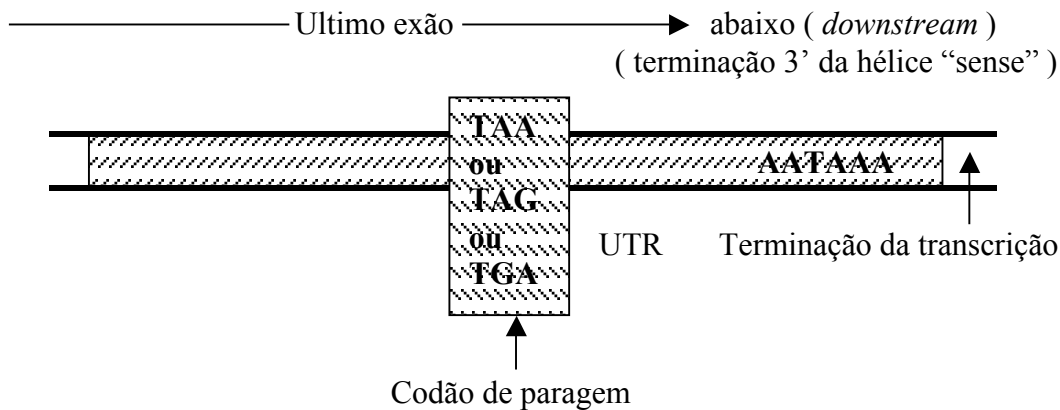 Ultimo exão abaixo ( downstream )
( terminação 3’ da hélice “sense” )
TAA
ou
TAG
ou
TGA
AATAAA
UTR Terminação da transcrição
Codão de paragem